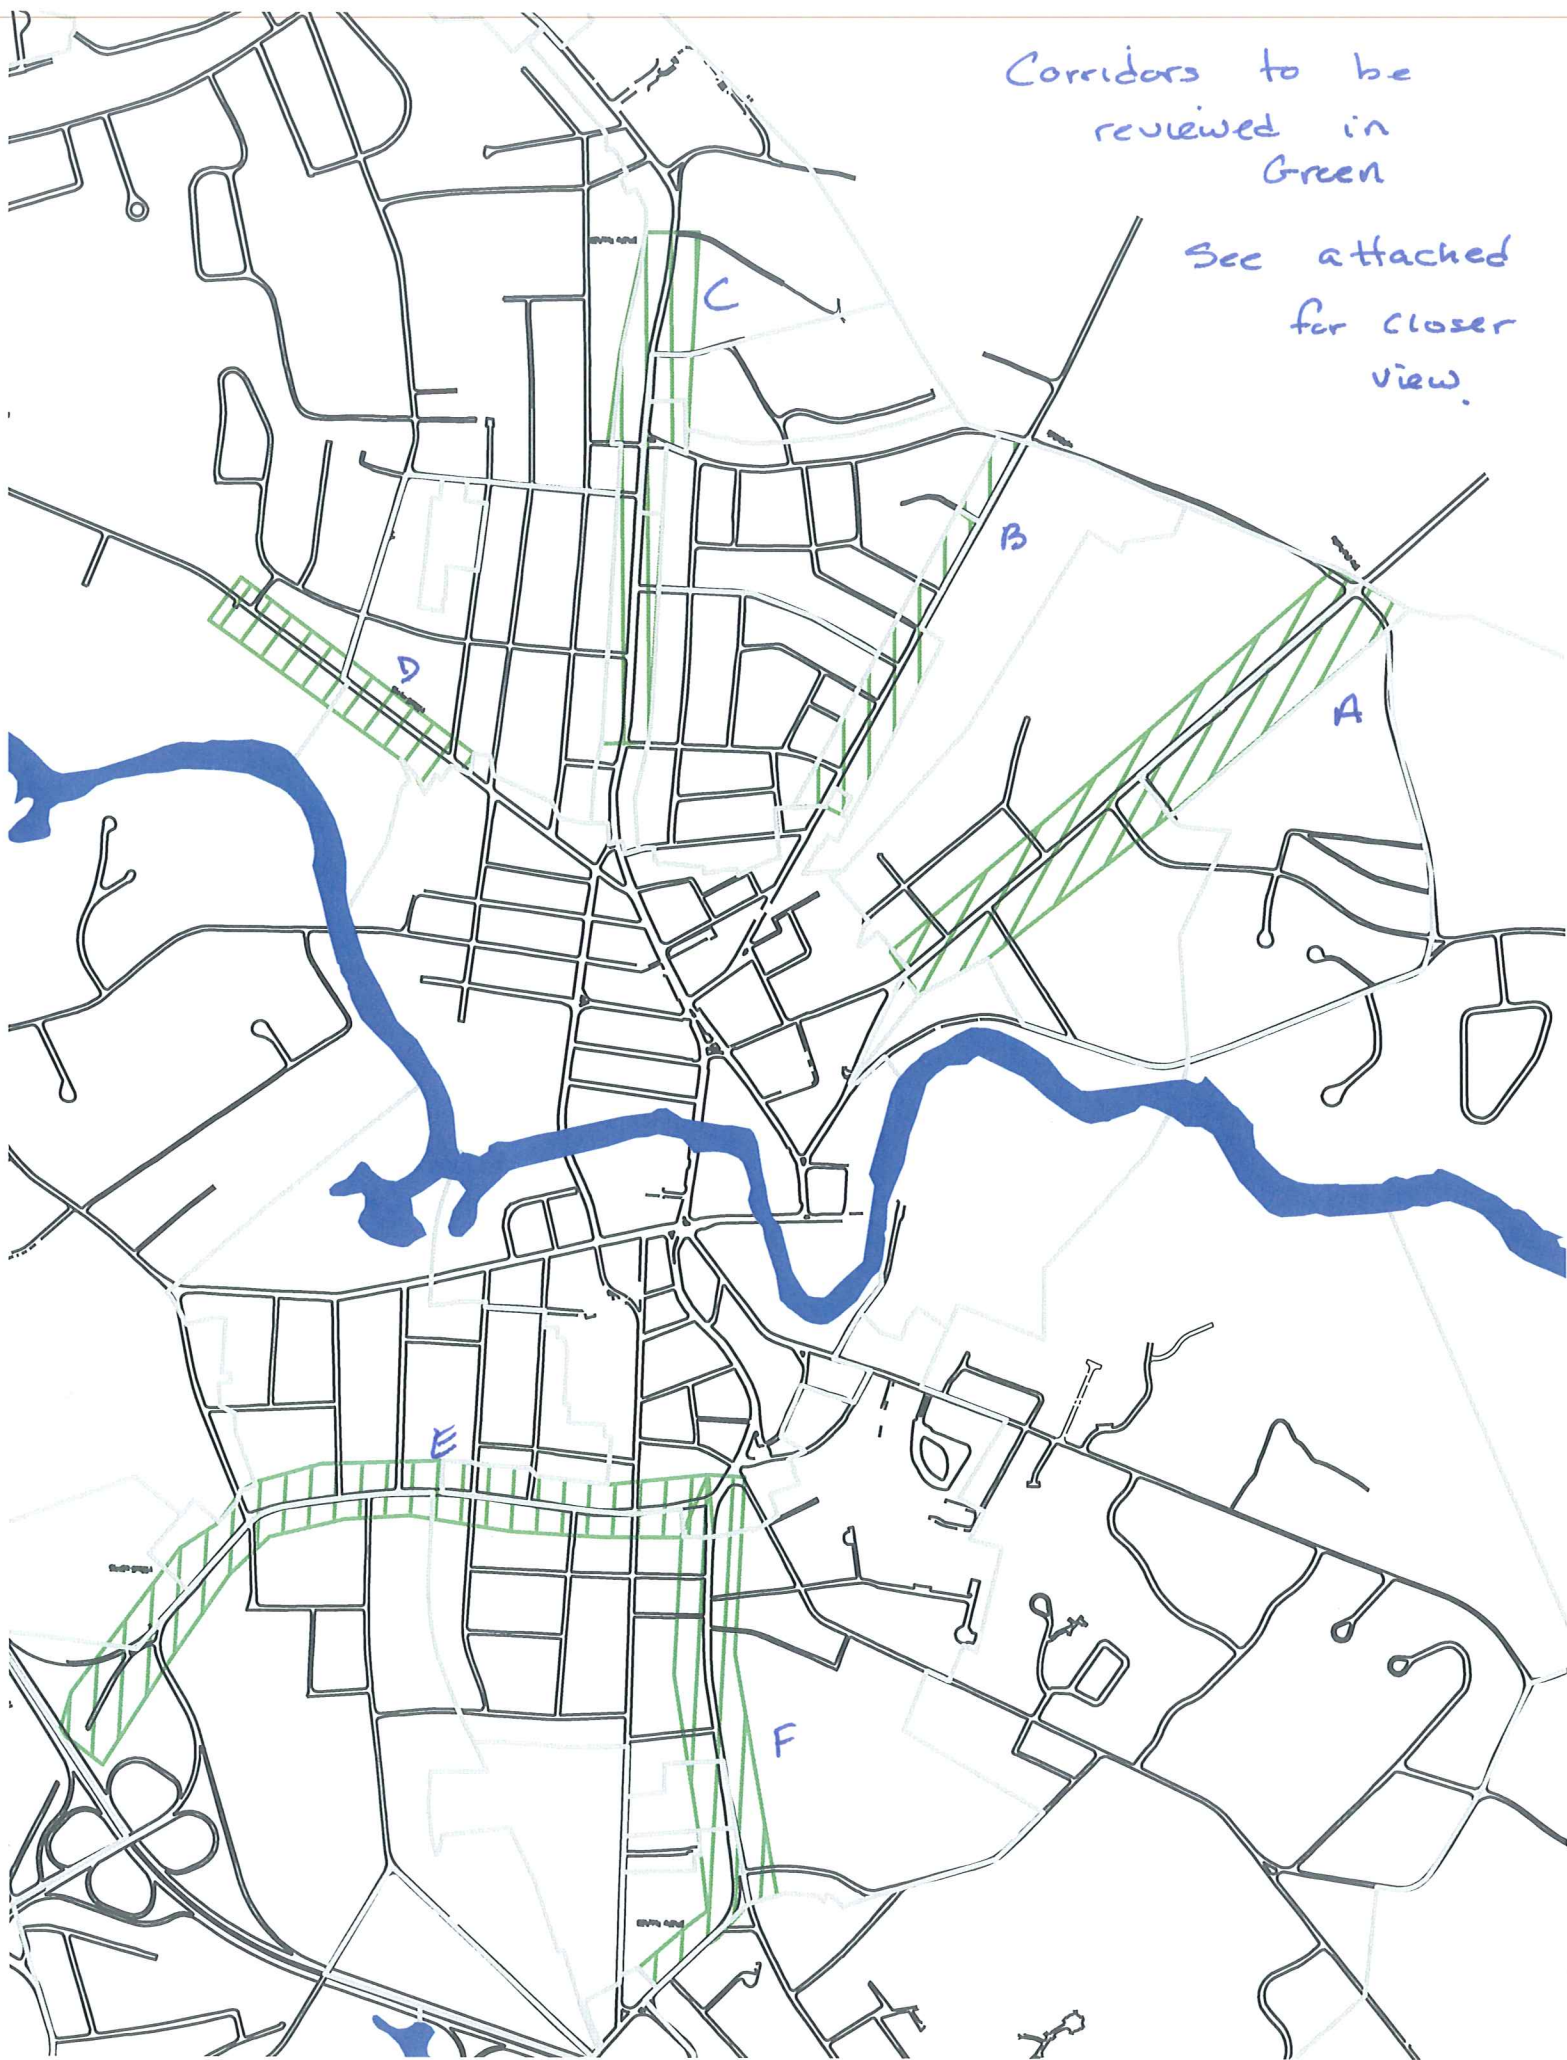 Corridors to be
reviewed in
Green
See attached
for closer
view.
C
B
A
D
E
F